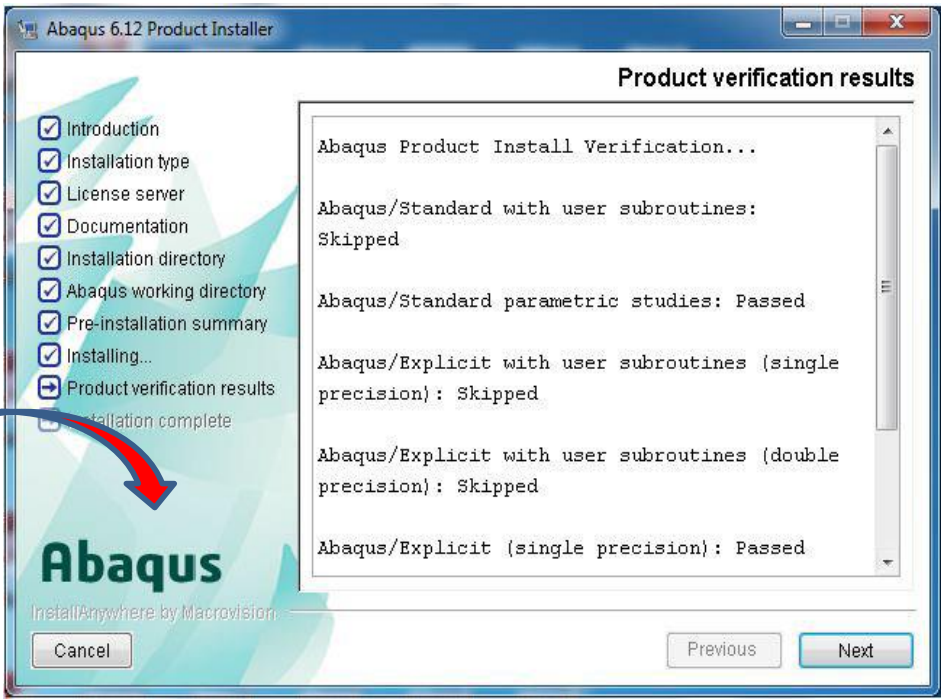 Abaqus 6.12 Product Installer
Product verification results
Introduction
Installation type
License server
Documentation
Installation directory
Abaqus working directory
Pre-installation summary
Installing...
Product verification results
complete
Abaqus Product Install Verification...
Abaqus/Standard with user subroutines:
Skipped
Abaqus/Standard parametric studies: Passed
Abaqus/Explicit with user subroutines (single
precision): Skipped
Abaqus/Explicit with user subroutines (double
precision): Skipped
Abaqus/Explicit (single precision): Passed
Abaqus
InstallAnywhere by Macrovision
Cancel
Previous
Next